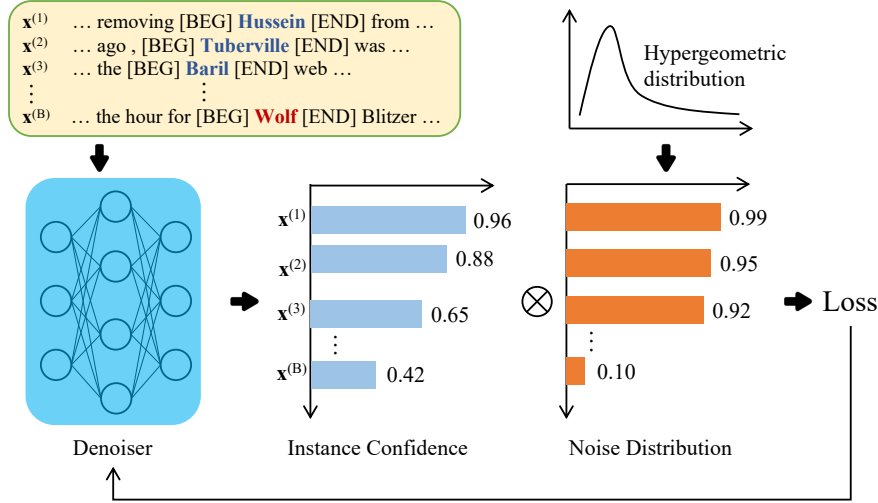 x(1) … removing [BEG] Hussein [END] from …
x(2) … ago , [BEG] Tuberville [END] was …
x(3) … the [BEG] Baril [END] web …
⋮ ⋮
x(B) … the hour for [BEG] Wolf [END] Blitzer …
Hypergeometric
distribution
x(1) 0.96
x(2) 0.88
x(3) 0.65
⋮
x(B) 0.42
⊗
0.99
0.95
0.92
⋮
0.10
Loss
Denoiser
Instance Confidence
Noise Distribution